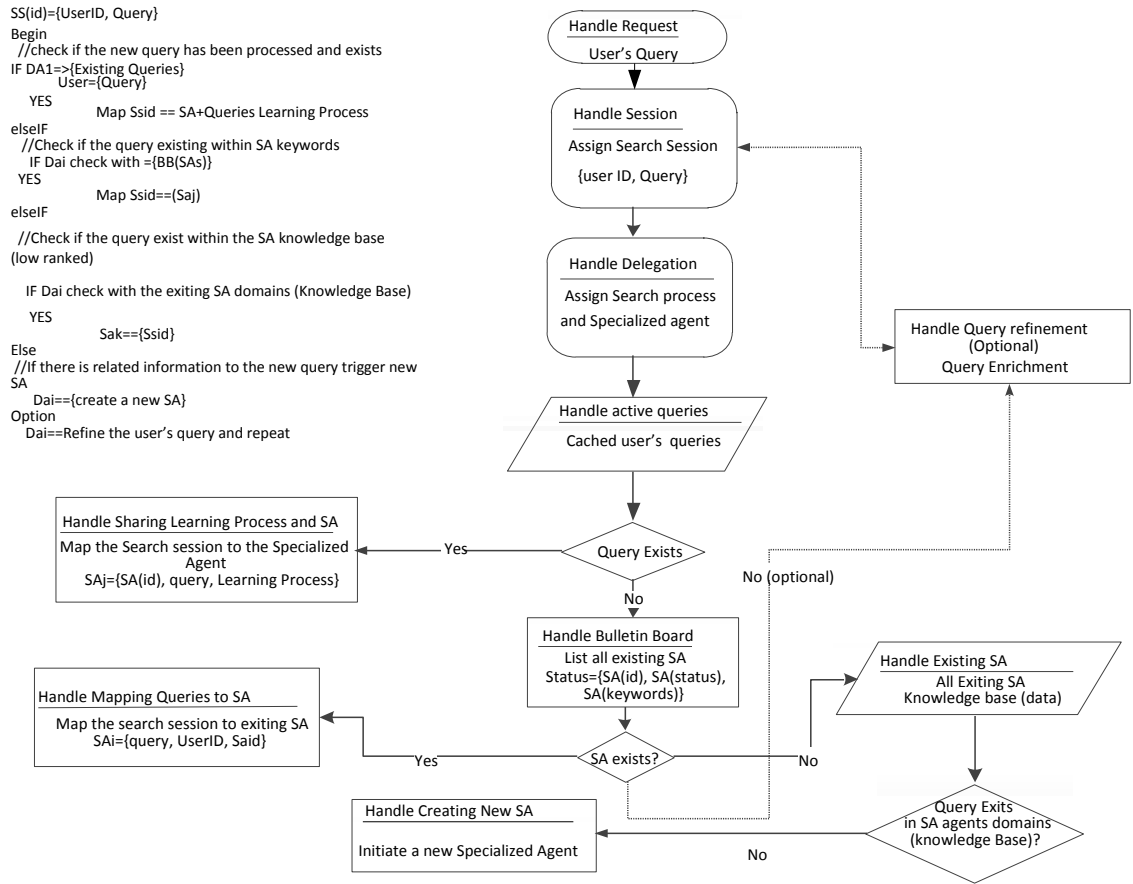 SS(id)={UserID, Query}
Begin
//check if the new query has been processed and exists
IF DA1=>{Existing Queries}
User={Query}
YES
Map Ssid == SA+Queries Learning Process
elseIF
//Check if the query existing within SA keywords
IF Dai check with ={BB(SAs)}
YES
Map Ssid==(Saj)
elseIF
//Check if the query exist within the SA knowledge base
(low ranked)
IF Dai check with the exiting SA domains (Knowledge Base)
YES
Sak=={Ssid}
Else
//If there is related information to the new query trigger new
SA
Dai=={create a new SA}
Option
Dai==Refine the user's query and repeat
Handle Request
User's Query
Handle Session
Assign Search Session
{user ID, Query}
Handle Delegation
Assign Search process
and Specialized agent
Handle Query refinement
(Optional)
Query Enrichment
Handle active queries
Cached user's queries
Handle Sharing Learning Process and SA
Map the Search session to the Specialized
Agent
SAj={SA(id), query, Learning Process}
Yes
Query Exists
No
No (optional)
Handle Bulletin Board
List all existing SA
Status={SA(id), SA(status),
SA(keywords)}
Handle Existing SA
All Exiting SA
Knowledge base (data)
Handle Mapping Queries to SA
Map the search session to exiting SA
SAi={query, UserID, Said}
Yes
SA exists?
No
Handle Creating New SA
Initiate a new Specialized Agent
No
Query Exits
in SA agents domains
(knowledge Base)?